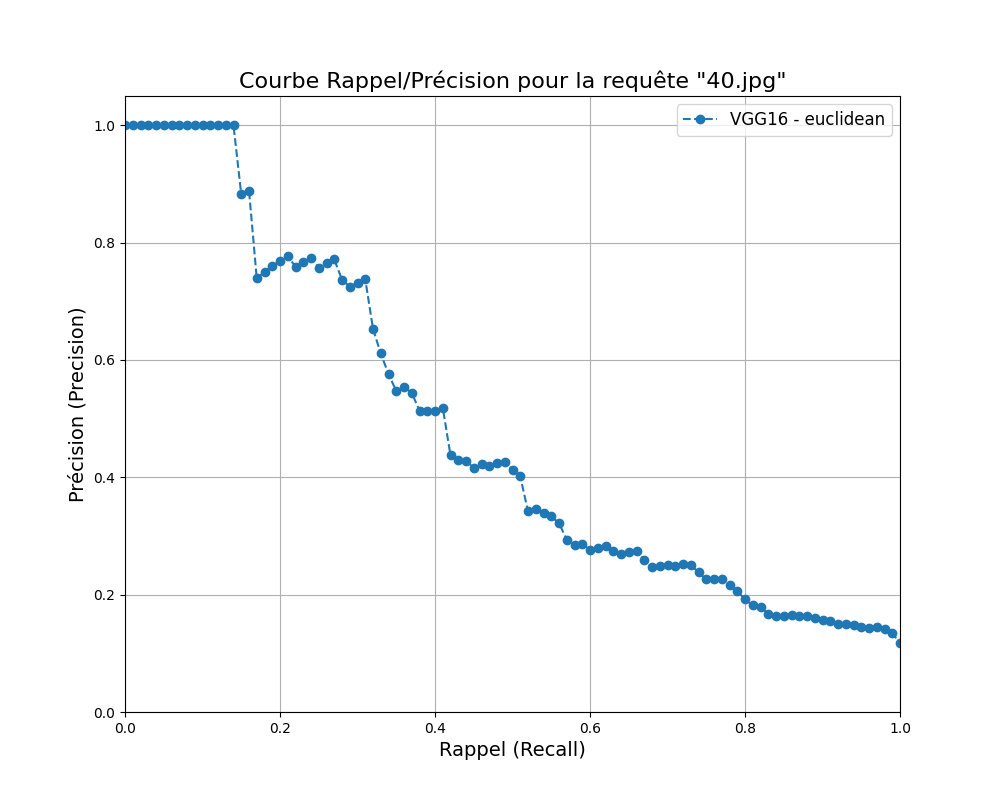 Courbe Rappel/Précision pour la requête "40.jpg"
VGG16 - euclidean
Précision (Precision)
1.0
0.8
0.6
0.4
0.2
0.0
0.0 0.2 0.4 0.6 0.8 1.0
Rappel (Recall)